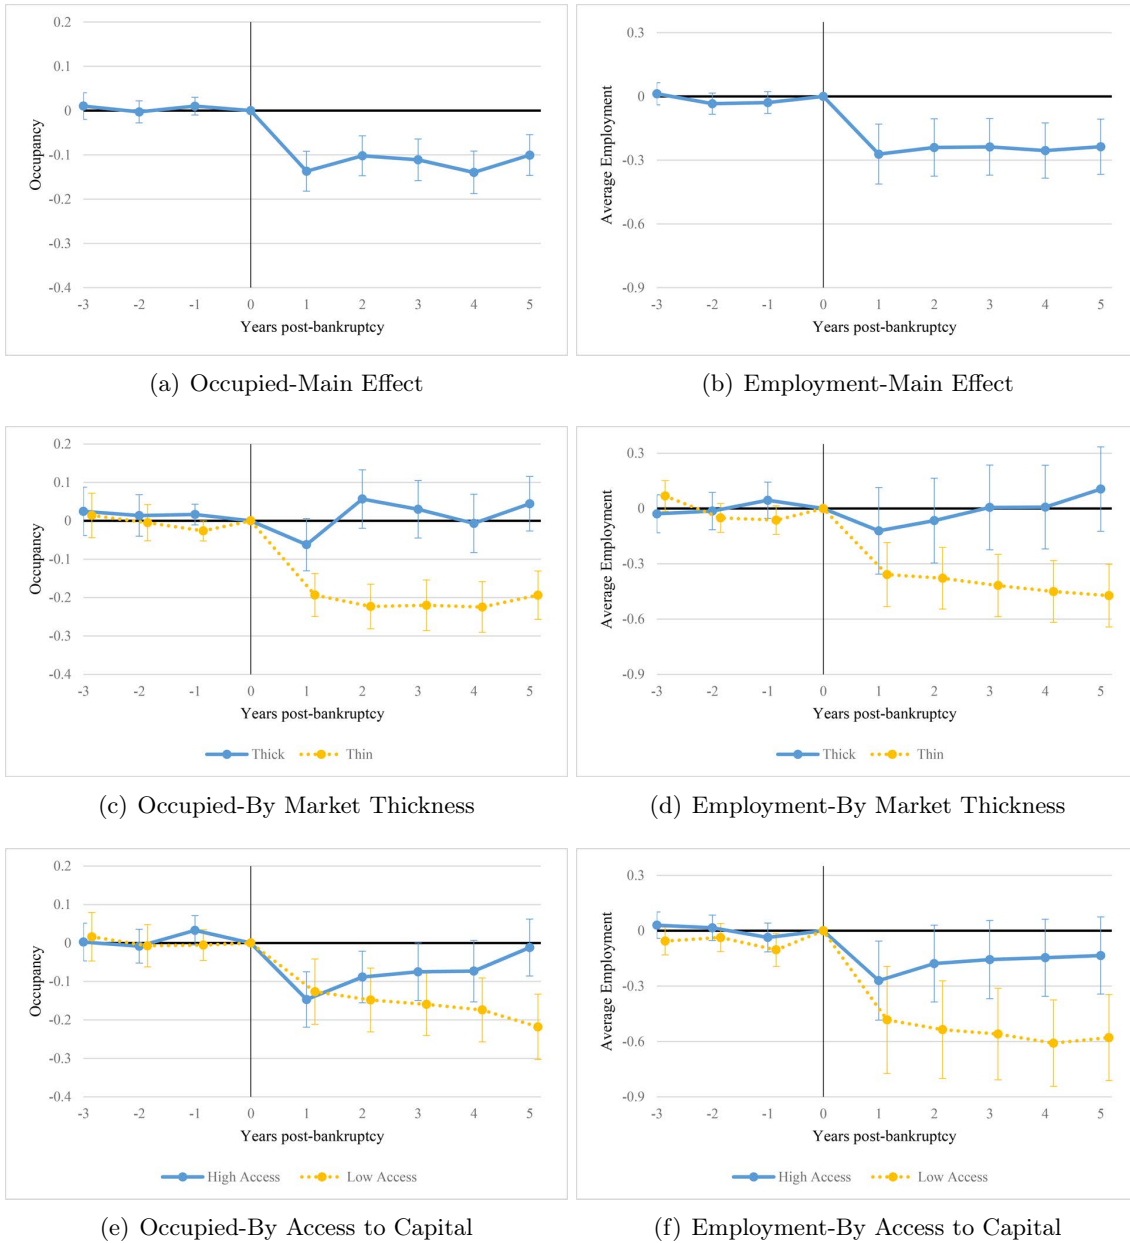 0.2
0.1
0
-0.1
-0.2
-0.3
-0.4
Occupancy
-3 -2 -1 0 1 2 3 4 5
Years post-bankruptcy
(a) Occupied-Main Effect
0.3
0
-0.3
-0.6
-0.9
Average Employment
-3 -2 -1 0 1 2 3 4 5
Years post-bankruptcy
(b) Employment-Main Effect
0.2
0.1
0
-0.1
-0.2
-0.3
-0.4
Occupancy
-3 -2 -1 0 1 2 3 4 5
Years post-bankruptcy
Thick Thin
(c) Occupied-By Market Thickness
0.3
0
-0.3
-0.6
-0.9
Average Employment
-3 -2 -1 0 1 2 3 4 5
Years post-bankruptcy
Thick Thin
(d) Employment-By Market Thickness
0.2
0.1
0
-0.1
-0.2
-0.3
-0.4
Occupancy
-3 -2 -1 0 1 2 3 4 5
Years post-bankruptcy
High Access Low Access
(e) Occupied-By Access to Capital
0.3
0
-0.3
-0.6
-0.9
Average Employment
-3 -2 -1 0 1 2 3 4 5
Years post-bankruptcy
High Access Low Access
(f) Employment-By Access to Capital